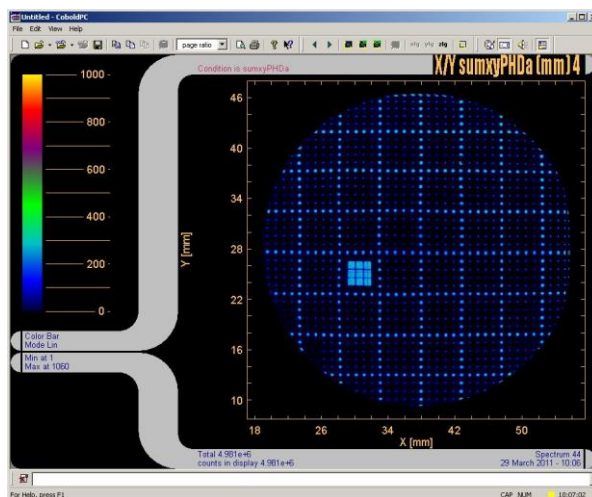 Untitled - CoboldPC
File Edit View Help
page ratio
Condition is sumxyPHDa
X/Y sumxyPHDa (mm) 4
1000
800
600
400
200
0
Color Bar
Mode Lin
Min at 1
Max at 1060
Y [mm]
46
40
34
28
22
16
10
18 26 34 42 50
X [mm]
Total 4.981e+6
counts in display 4.981e+6
Spectrum 44
29 March 2011 - 10:06
For Help, press F1
CAP NUM
10:07:02